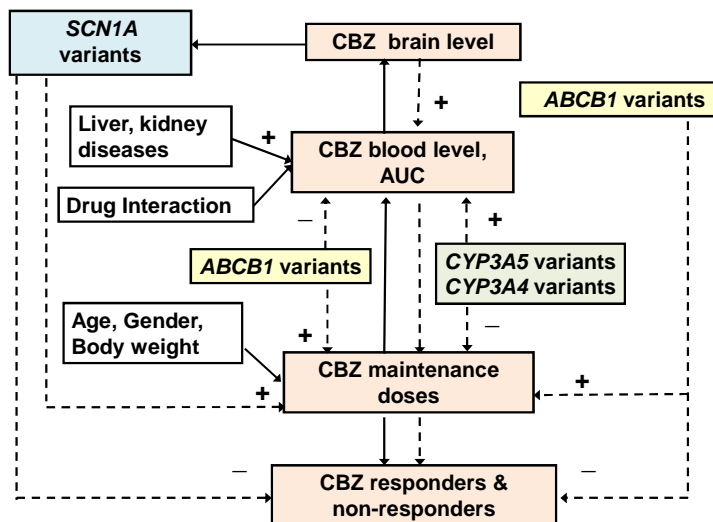 SCN1A
variants
CBZ brain level
ABCB1 variants
+
Liver, kidney
diseases
+
CBZ blood level,
AUC
Drug Interaction
–
+
ABCB1 variants
CYP3A5 variants
CYP3A4 variants
Age, Gender,
Body weight
+
–
CBZ maintenance
doses
+
+
–
CBZ responders &
non-responders
–